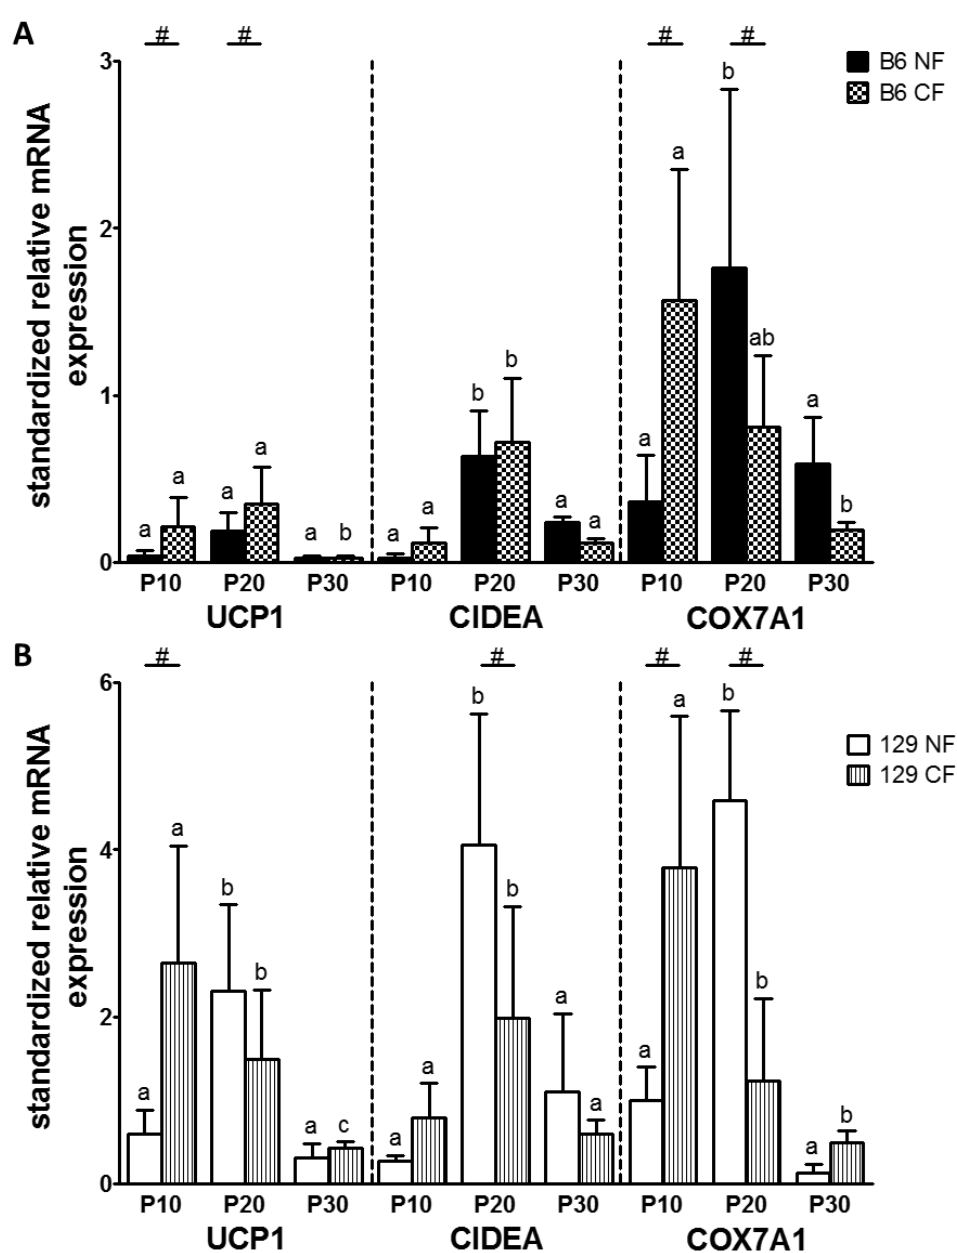 A
# # # #
B6 NF
B6 CF
standardized relative mRNA
expression
3
2
1
0
a a a a a b
a a b b a a
a a b ab a b
P10 P20 P30 P10 P20 P30 P10 P20 P30
UCP1 CIDEA COX7A1
B
# # # #
129 NF
129 CF
standardized relative mRNA
expression
6
4
2
0
a a b b a c
a a b b a a
a a b b a b
P10 P20 P30 P10 P20 P30 P10 P20 P30
UCP1 CIDEA COX7A1